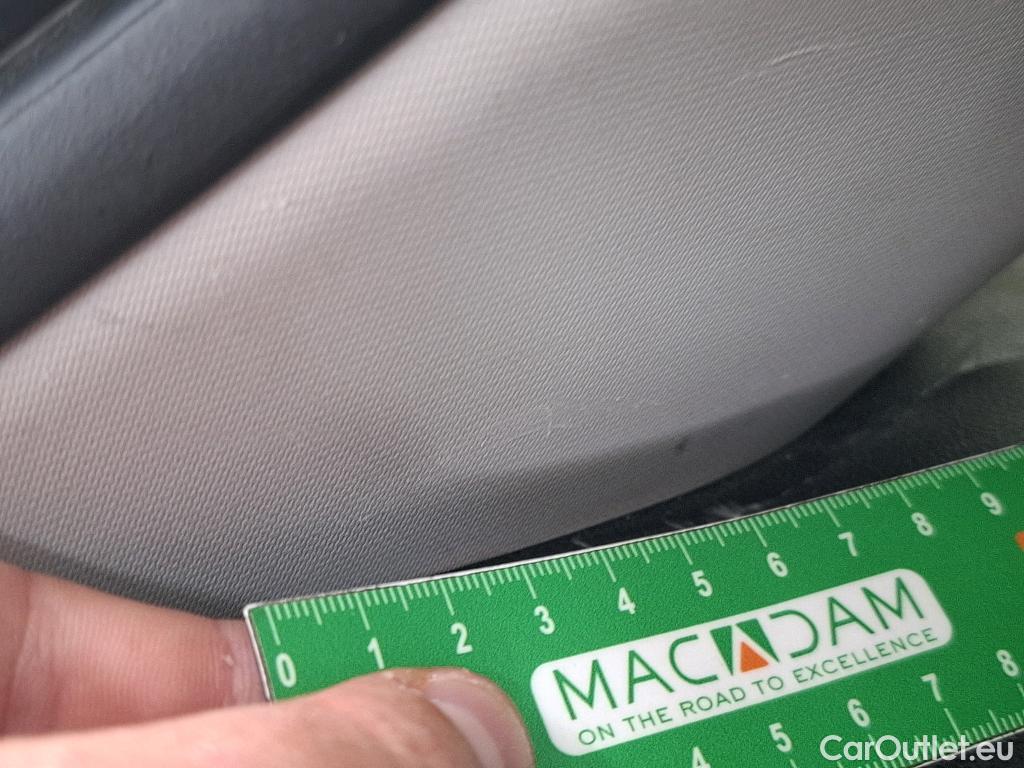 0 1 2 3 4 5 6 7 8 9
MACADAM
ON THE ROAD TO EXCELLENCE
4 5 6 7 8
CarOutlet.eu